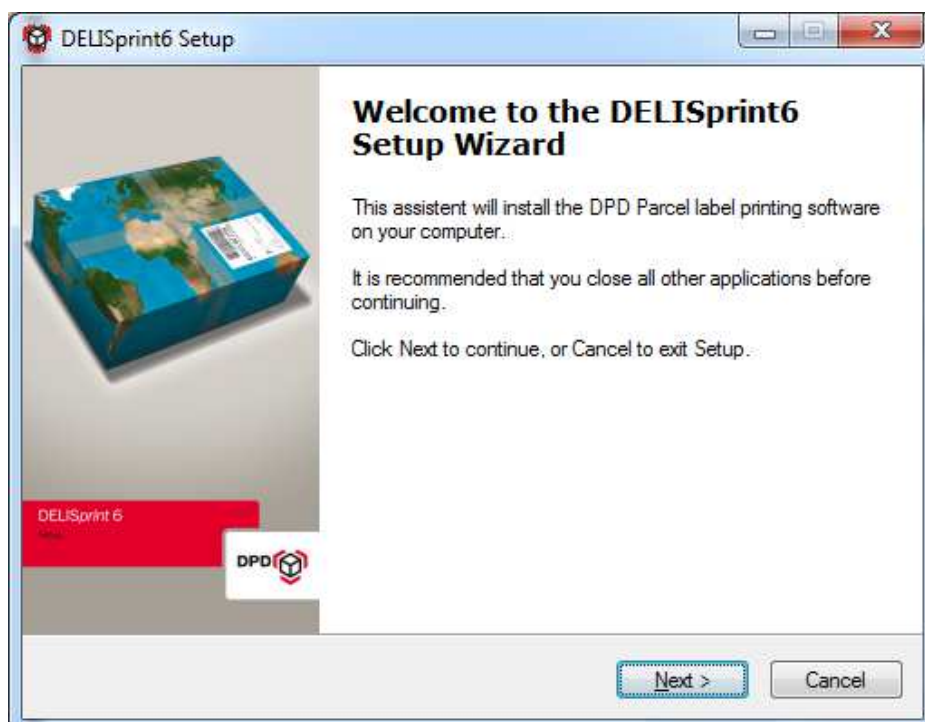 DELISprint6 Setup
Welcome to the DELISprint6
Setup Wizard
This assistent will install the DPD Parcel label printing software
on your computer.
It is recommended that you close all other applications before
continuing.
Click Next to continue, or Cancel to exit Setup.
DELISprint 6
DPD
Next >
Cancel